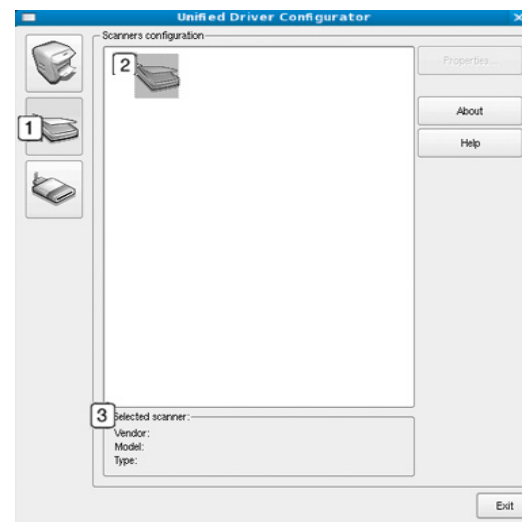 Unified Driver Configurator
Scanners configuration
2
Properties...
1
About
Help
3
Selected scanner:
Vendor:
Model:
Type:
Exit